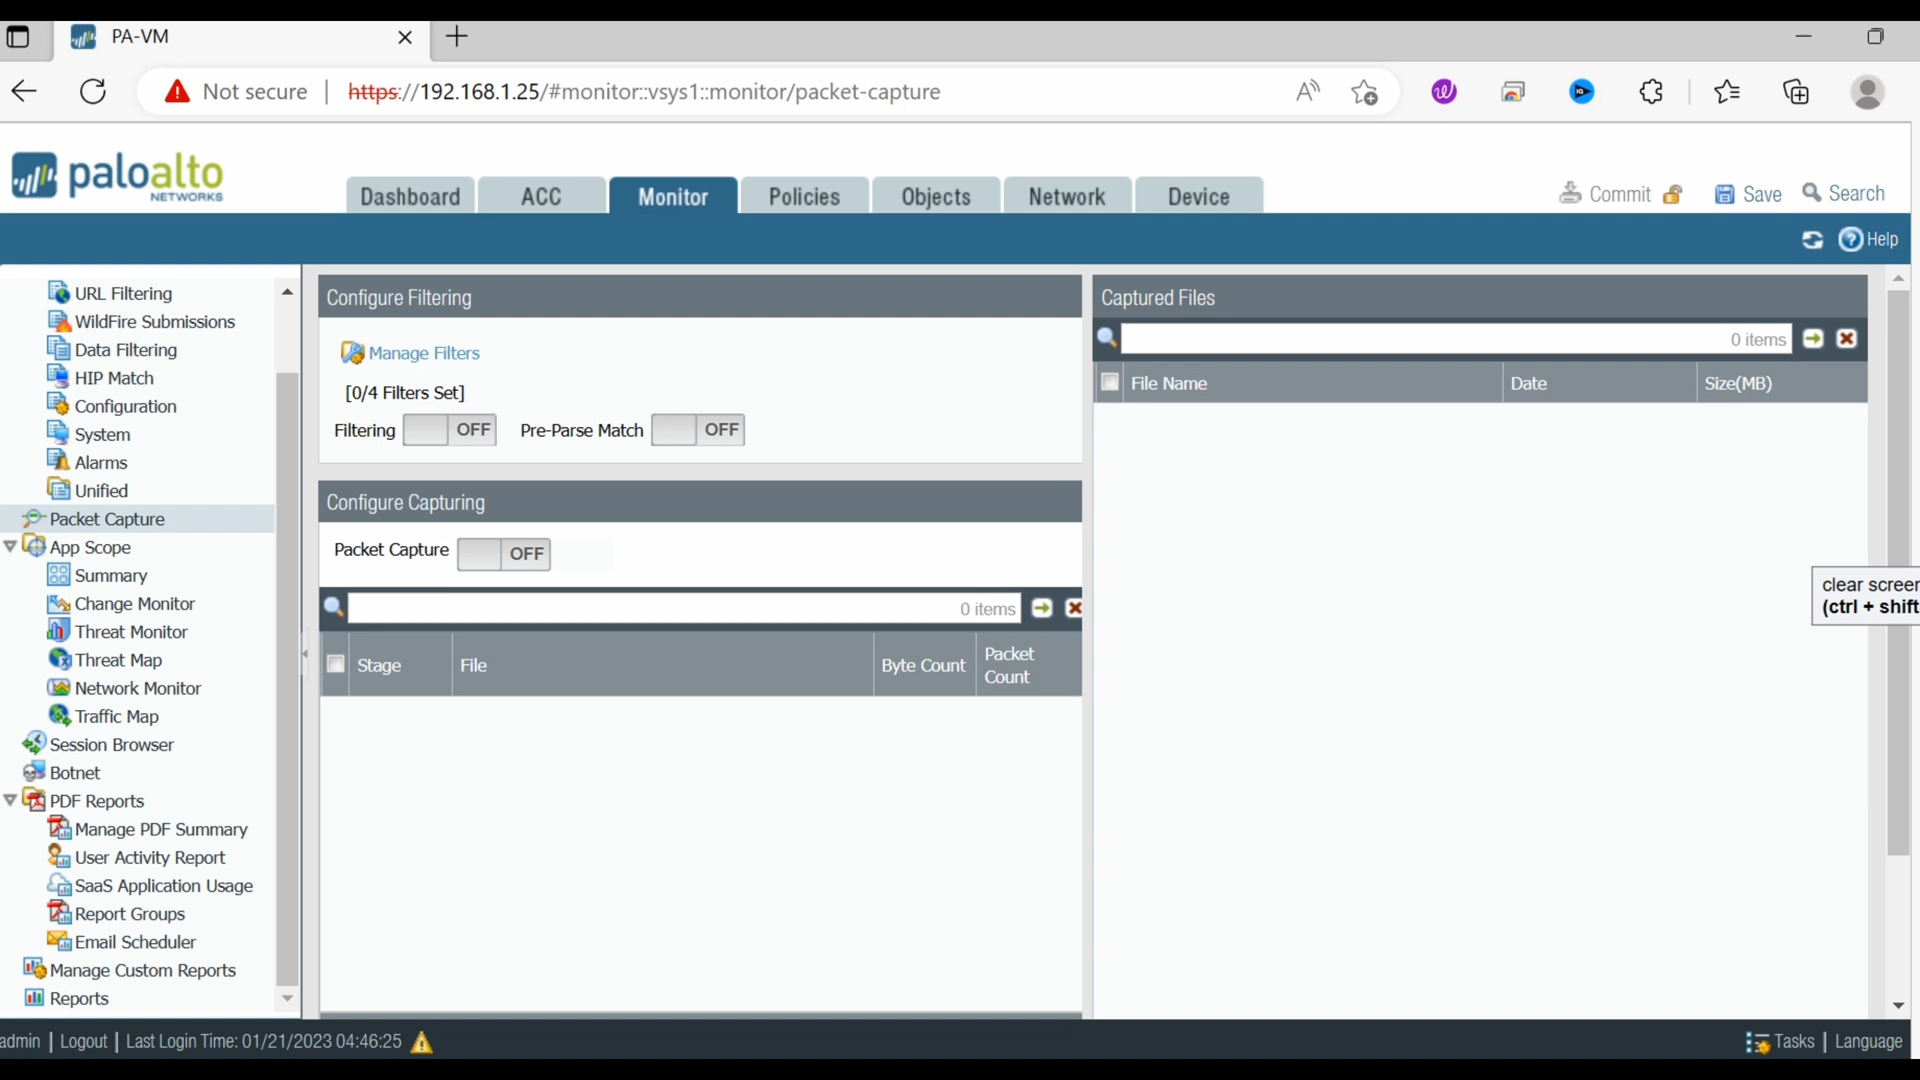 PA-VM
Not secure
https://192.168.1.25/#monitor::vsys1::monitor/packet-capture
paloalto
NETWORKS
Dashboard
ACC
Monitor
Policies
Objects
Network
Device
Commit
Save
Search
Help
URL Filtering
WildFire Submissions
Data Filtering
HIP Match
Configuration
System
Alarms
Unified
Packet Capture
App Scope
Summary
Change Monitor
Threat Monitor
Threat Map
Network Monitor
Traffic Map
Session Browser
Botnet
PDF Reports
Manage PDF Summary
User Activity Report
SaaS Application Usage
Report Groups
Email Scheduler
Manage Custom Reports
Reports
Configure Filtering
Manage Filters
[0/4 Filters Set]
Filtering OFF Pre-Parse Match OFF
Configure Capturing
Packet Capture OFF
0 items
Stage
File
Byte Count
Packet
Count
Captured Files
0 items
File Name
Date
Size(MB)
clear screen
(ctrl + shift
admin | Logout | Last Login Time: 01/21/2023 04:46:25
Tasks | Language